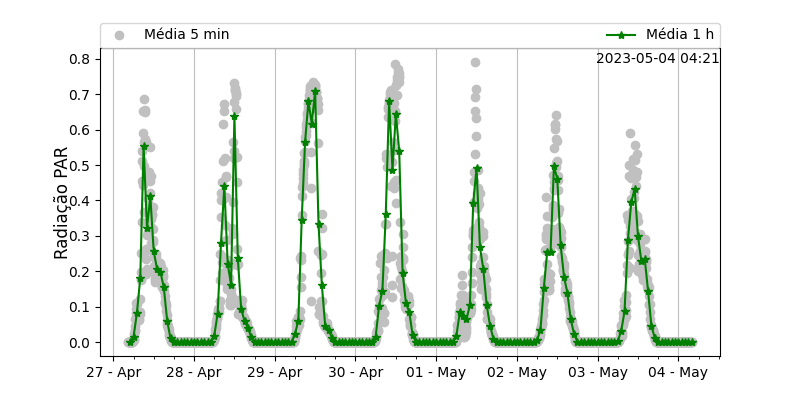 Média 5 min
Média 1 h
2023-05-04 04:21
Radiação PAR
0.8
0.7
0.6
0.5
0.4
0.3
0.2
0.1
0.0
27 - Apr
28 - Apr
29 - Apr
30 - Apr
01 - May
02 - May
03 - May
04 - May